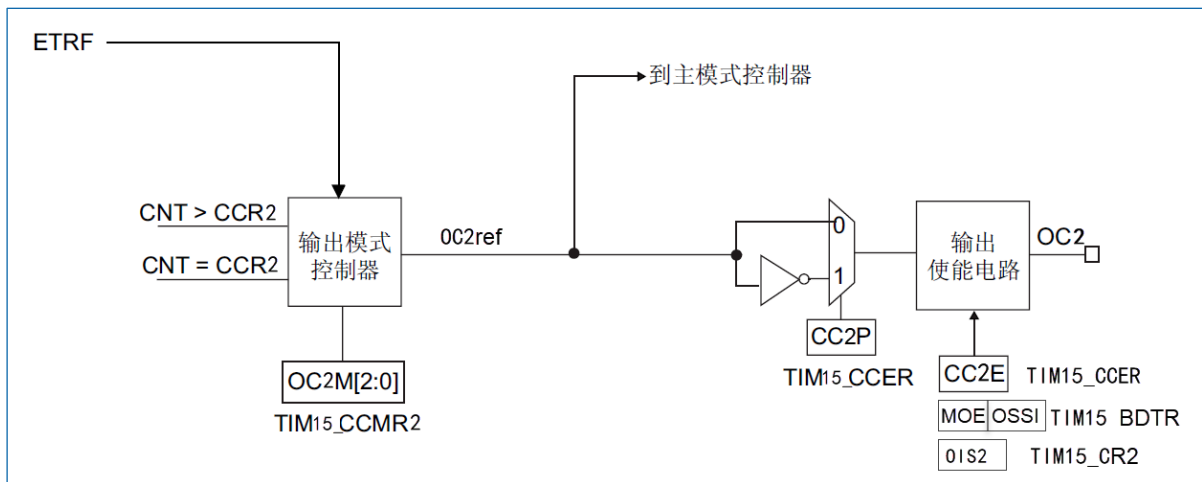 ETRF
到主模式控制器
CNT > CCR2
CNT = CCR2
输出模式
控制器
OC2ref
0
1
输出
使能电路
OC2
OC2M[2:0]
TIM15_CCMR2
CC2P
TIM15_CCER
CC2E TIM15_CCER
MOE OSSI TIM15 BDTR
OIS2 TIM15_CR2